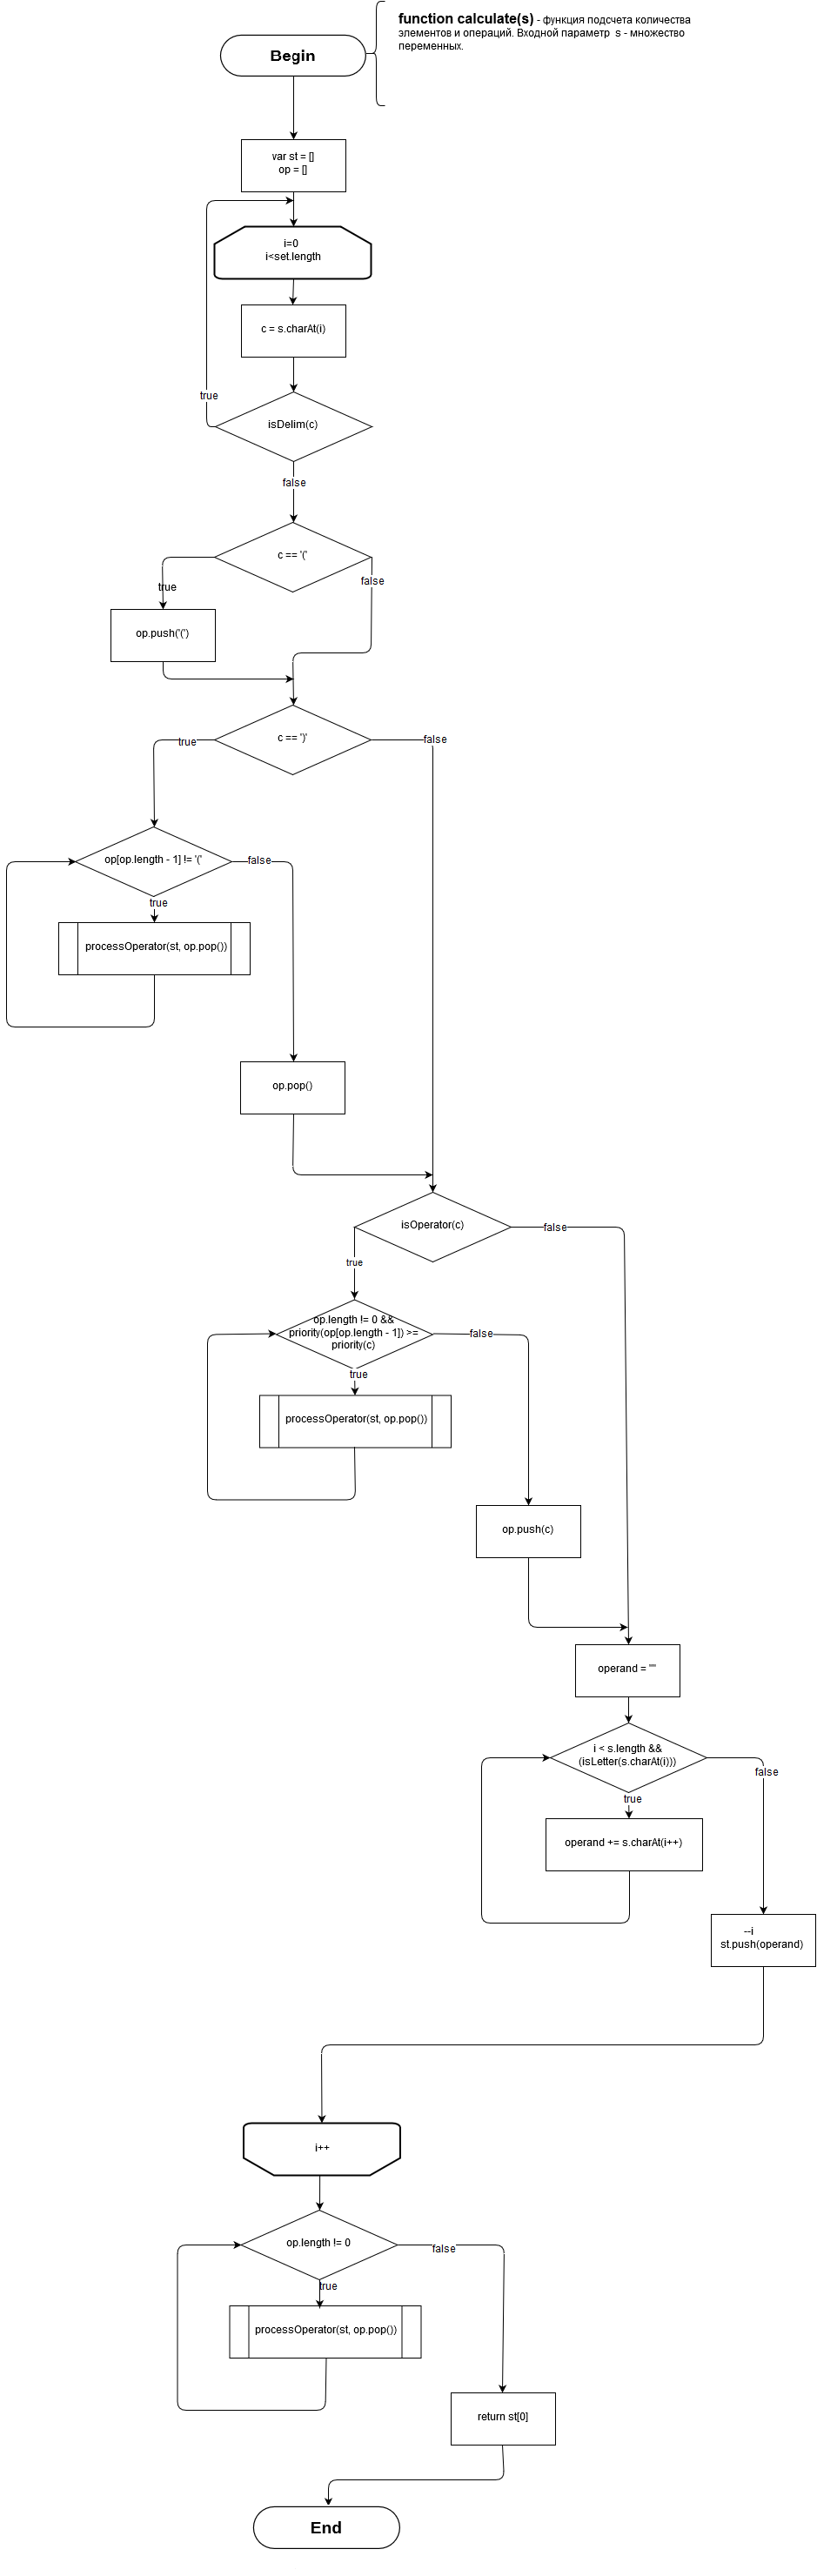 function calculate(s) - функция подсчета количества
элементов и операций. Входной параметр s - множество
переменных.
Begin
var st = []
op = []
i=0
i<set.length
c = s.charAt(i)
true
isDelim(c)
false
c == '('
true
false
op.push('(')
c == ')'
true
false
op[op.length - 1] != '('
false
true
processOperator(st, op.pop())
op.pop()
isOperator(c)
false
true
op.length != 0 &&
priority(op[op.length - 1]) >=
priority(c)
false
true
processOperator(st, op.pop())
op.push(c)
operand = ""
i < s.length &&
(isLetter(s.charAt(i)))
false
true
operand += s.charAt(i++)
--i
st.push(operand)
i++
op.length != 0
false
true
processOperator(st, op.pop())
return st[0]
End